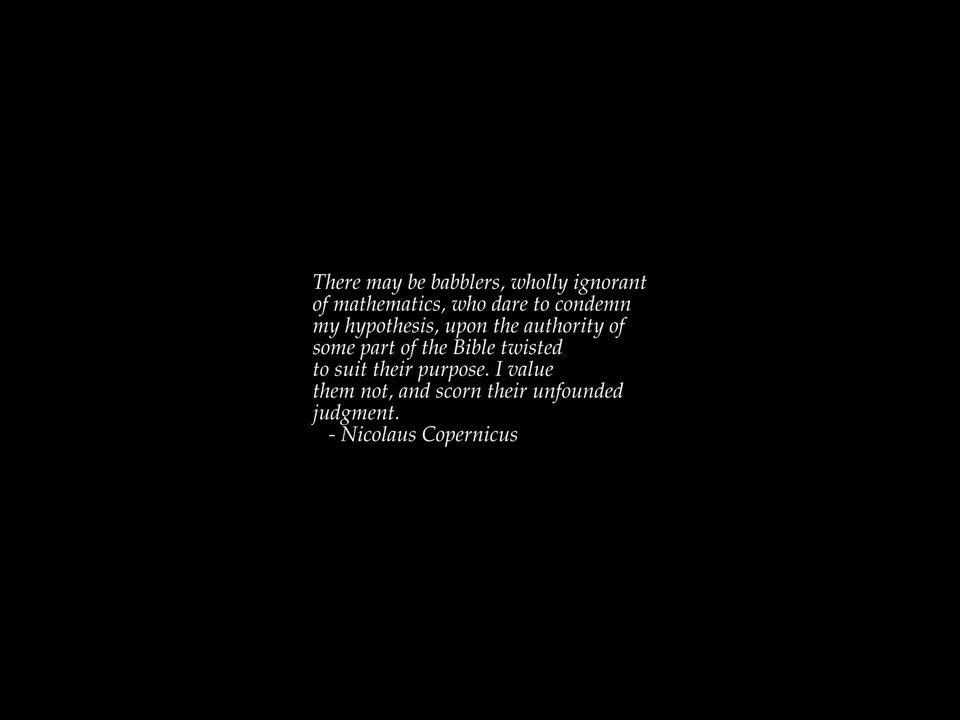 There may be babblers, wholly ignorant
of mathematics, who dare to condemn
my hypothesis, upon the authority of
some part of the Bible twisted
to suit their purpose. I value
them not, and scorn their unfounded
judgment.
- Nicolaus Copernicus